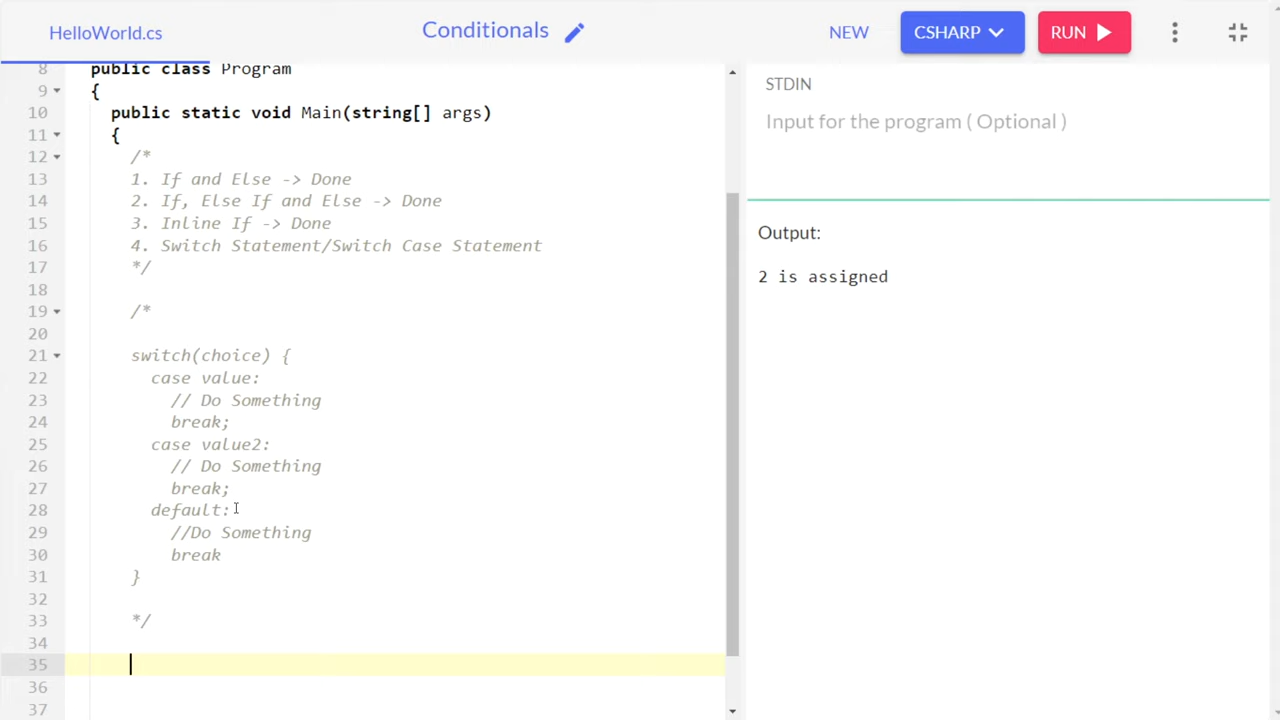 HelloWorld.cs
Conditionals
NEW
CSHARP
RUN
8 public class Program
9 {
10 public static void Main(string[] args)
11 {
12 /*
13 1. If and Else -> Done
14 2. If, Else If and Else -> Done
15 3. Inline If -> Done
16 4. Switch Statement/Switch Case Statement
17 */
18
19 /*
20
21 switch(choice) {
22 case value:
23 // Do Something
24 break;
25 case value2:
26 // Do Something
27 break;
28 default:
29 //Do Something
30 break
31 }
32
33 */
34
35
36
37
STDIN
Input for the program ( Optional )
Output:
2 is assigned